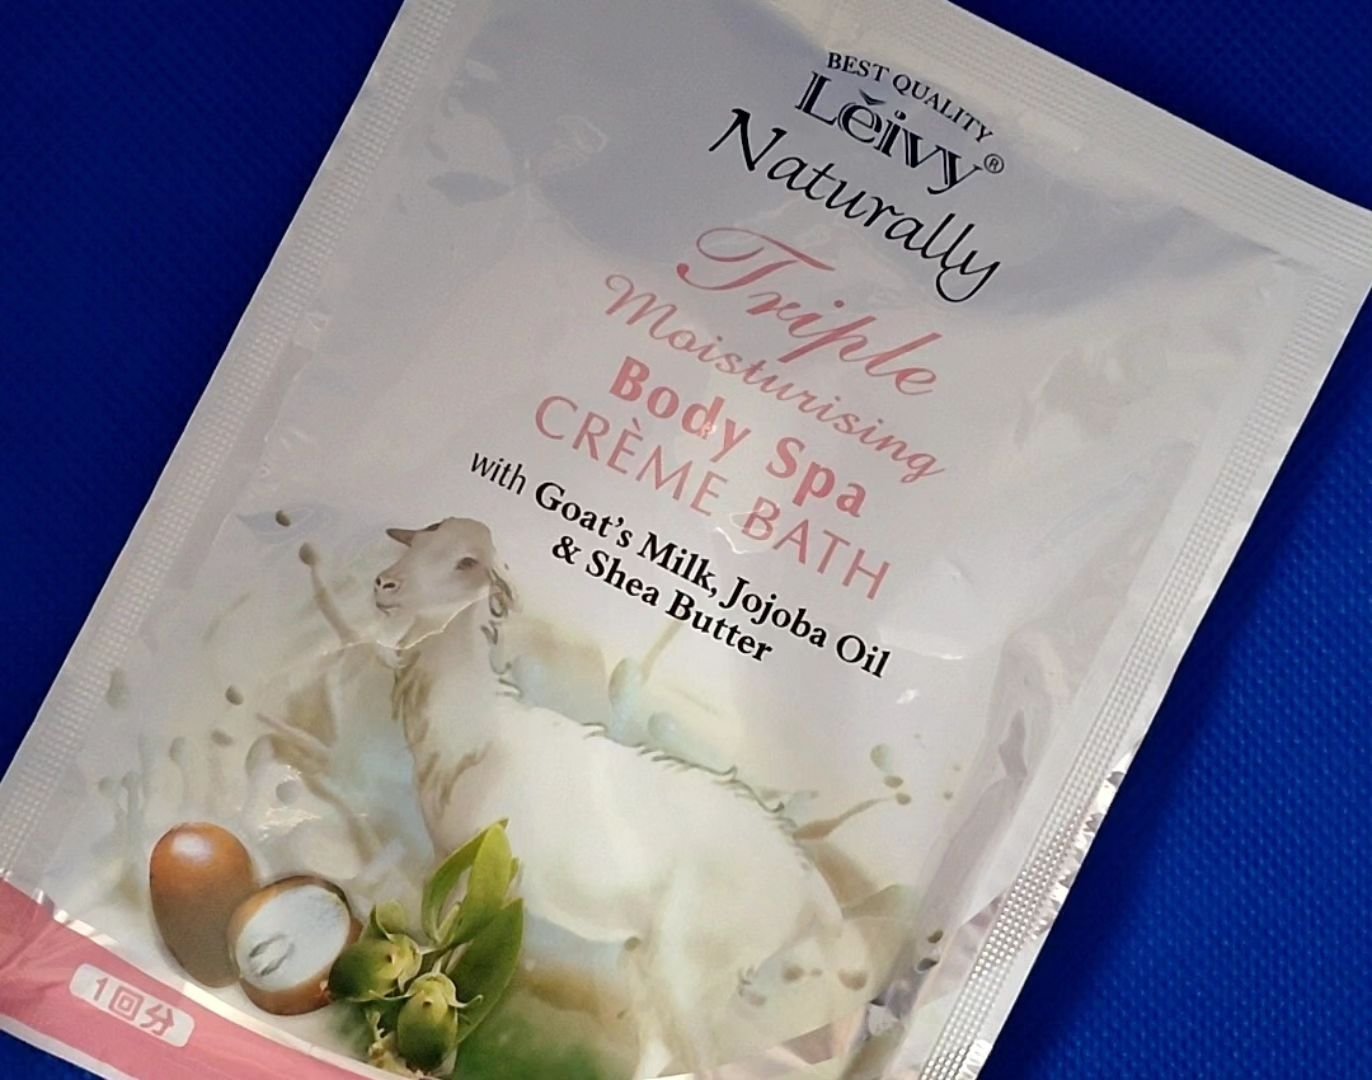 BEST QUALITY
Lěivy®
Naturally
Triple
Moisturising
Body Spa
CRÈME BATH
with Goat's Milk, Jojoba Oil
& Shea Butter
1回分